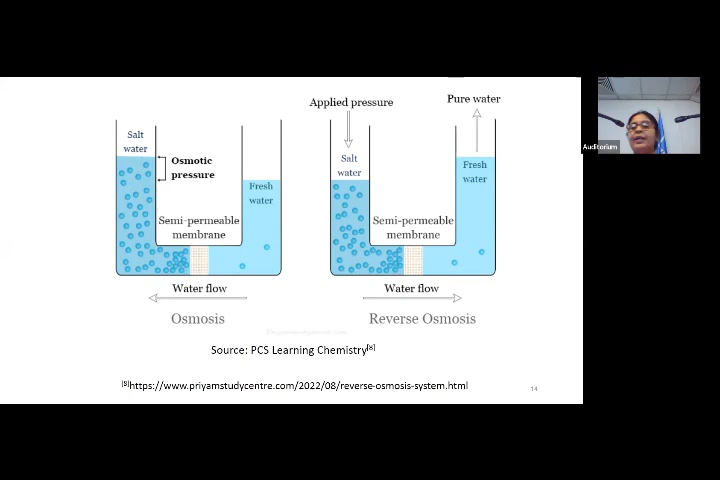 Applied pressure
Pure water
Salt
water
Osmotic
pressure
Fresh
water
Semi-permeable
membrane
Water flow
Osmosis
Salt
water
Fresh
water
Semi-permeable
membrane
Water flow
Reverse Osmosis
Source: PCS Learning Chemistry[8]
[8]https://www.priyamstudycentre.com/2022/08/reverse-osmosis-system.html
14
Auditorium